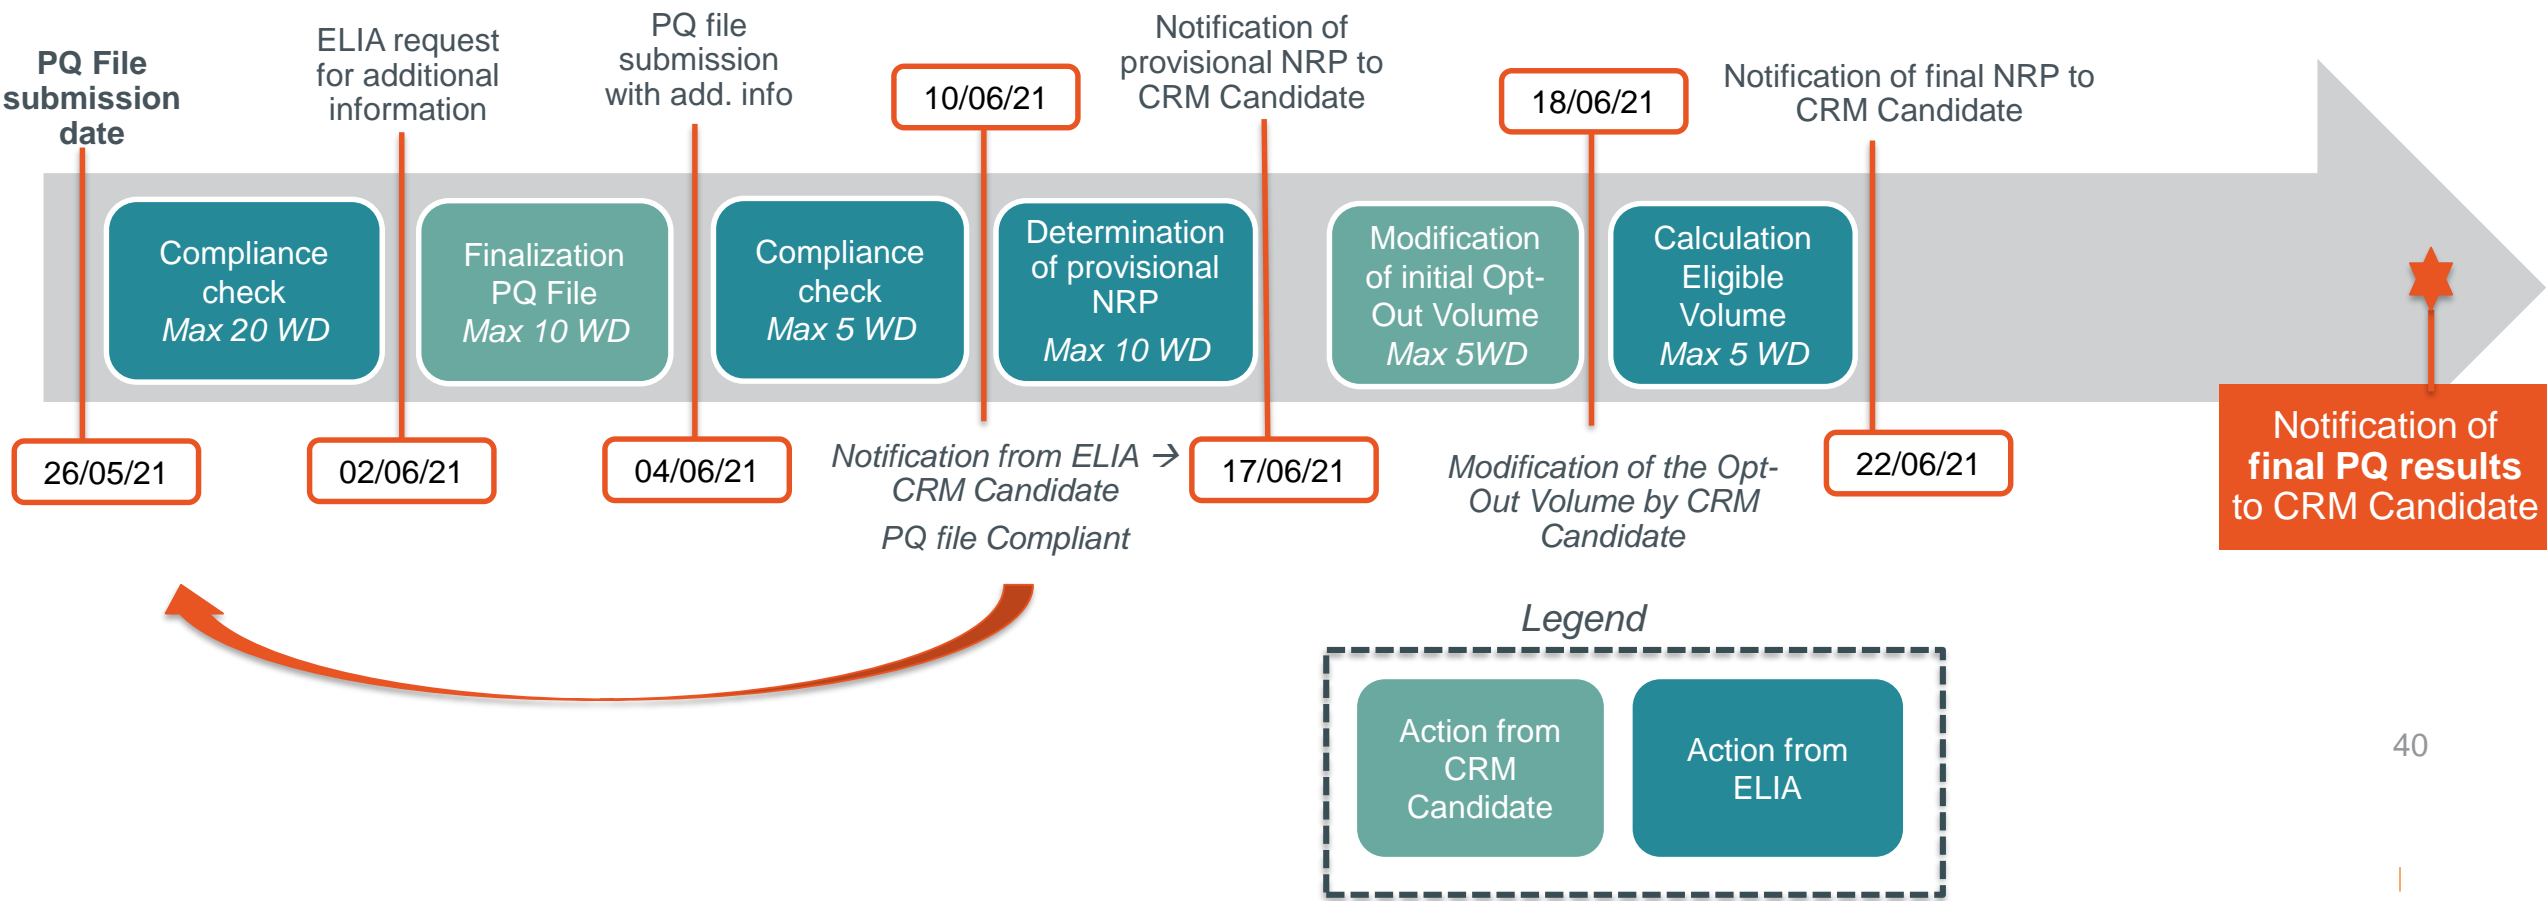 PQ File
submission
date
ELIA request
for additional
information
PQ file
submission
with add. info
10/06/21
Notification of
provisional NRP to
CRM Candidate
18/06/21
Notification of final NRP to
CRM Candidate
Compliance
check
Max 20 WD
Finalization
PQ File
Max 10 WD
Compliance
check
Max 5 WD
Determination
of provisional
NRP
Max 10 WD
Modification
of initial Opt-
Out Volume
Max 5WD
Calculation
Eligible
Volume
Max 5 WD
26/05/21
02/06/21
04/06/21
Notification from ELIA →
CRM Candidate
PQ file Compliant
17/06/21
Modification of the Opt-
Out Volume by CRM
Candidate
22/06/21
Notification of
final PQ results
to CRM Candidate
Legend
Action from
CRM
Candidate
Action from
ELIA
40